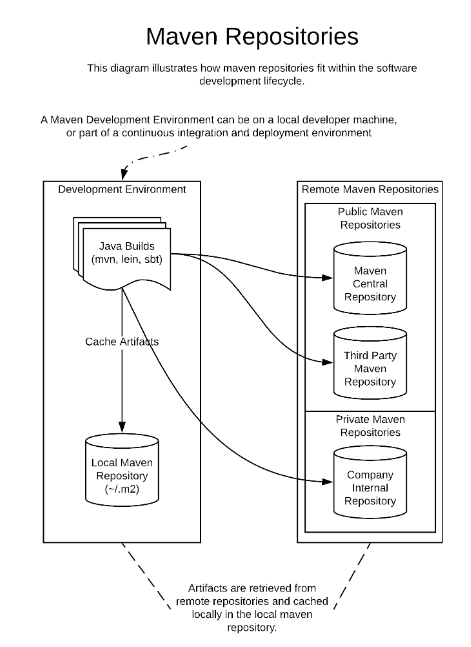 Maven Repositories
This diagram illustrates how maven repositories fit within the software
development lifecycle.
A Maven Development Environment can be on a local developer machine,
or part of a continuous integration and deployment environment
Development Environment
Java Builds
(mvn, lein, sbt)
Cache Artifacts
Local Maven
Repository
(~/.m2)
Remote Maven Repositories
Public Maven
Repositories
Maven
Central
Repository
Third Party
Maven
Repository
Private Maven
Repositories
Company
Internal
Repository
Artifacts are retrieved from
remote repositories and cached
locally in the local maven
repository.